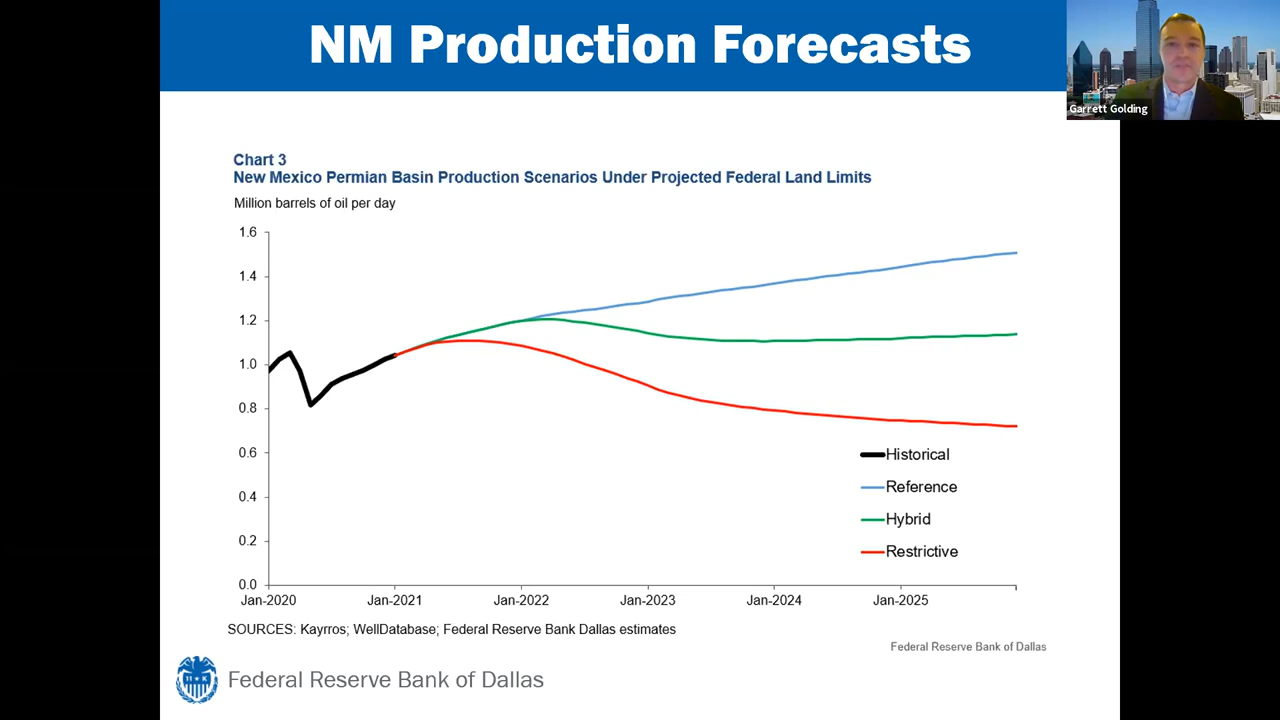 NM Production Forecasts
Garrett Golding
Chart 3
New Mexico Permian Basin Production Scenarios Under Projected Federal Land Limits
Million barrels of oil per day
1.6
1.4
1.2
1.0
0.8
0.6
0.4
0.2
0.0
Historical
Reference
Hybrid
Restrictive
Jan-2020 Jan-2021 Jan-2022 Jan-2023 Jan-2024 Jan-2025
SOURCES: Kayrros; WellDatabase; Federal Reserve Bank Dallas estimates
Federal Reserve Bank of Dallas
Federal Reserve Bank of Dallas